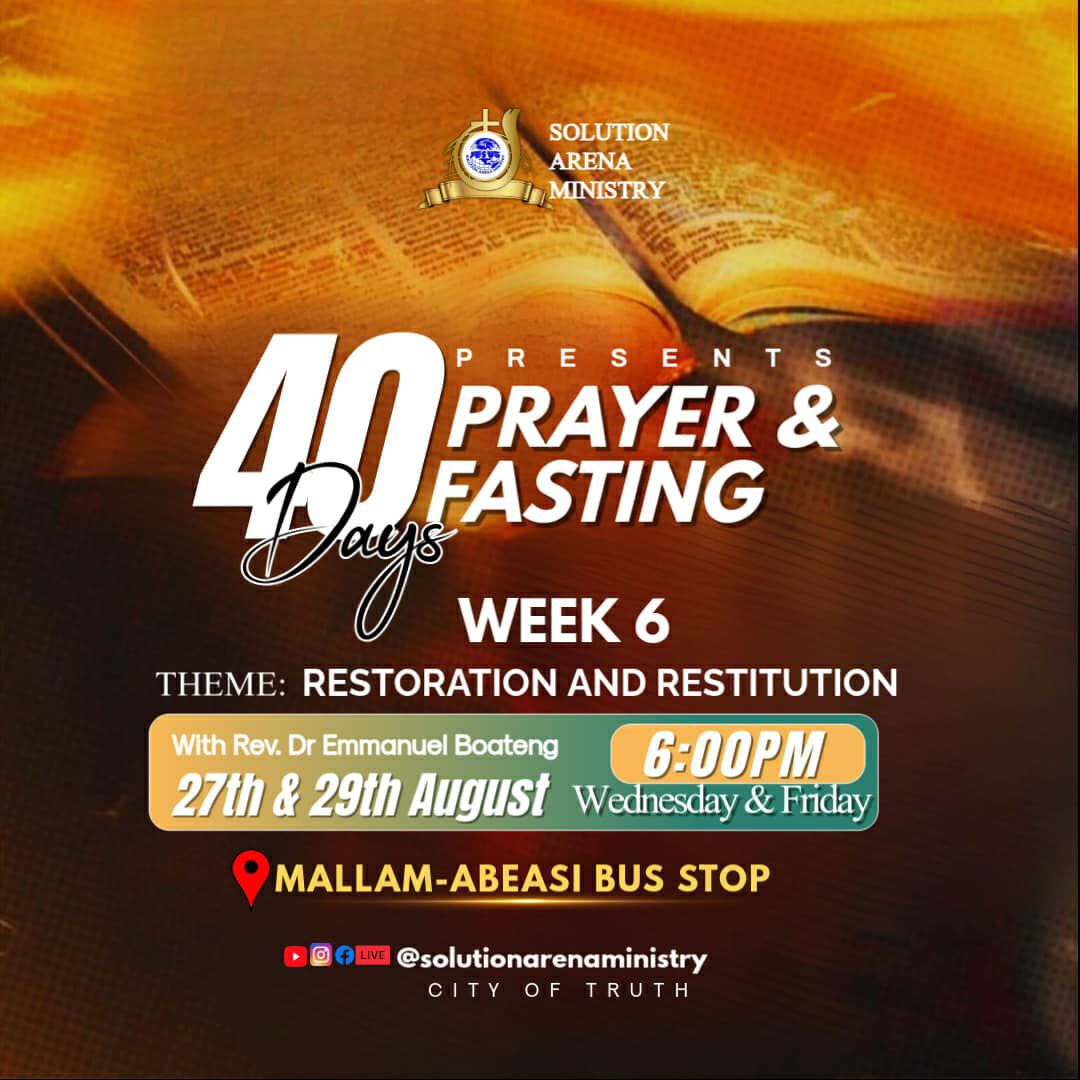 SOLUTION
ARENA
MINISTRY
PRESENTS
40
Days
PRAYER &
FASTING
WEEK 6
THEME: RESTORATION AND RESTITUTION
With Rev. Dr Emmanuel Boateng
27th & 29th August
6:00PM
Wednesday & Friday
MALLAM-ABEASI BUS STOP
LIVE @solutionarenaministry
CITY OF TRUTH